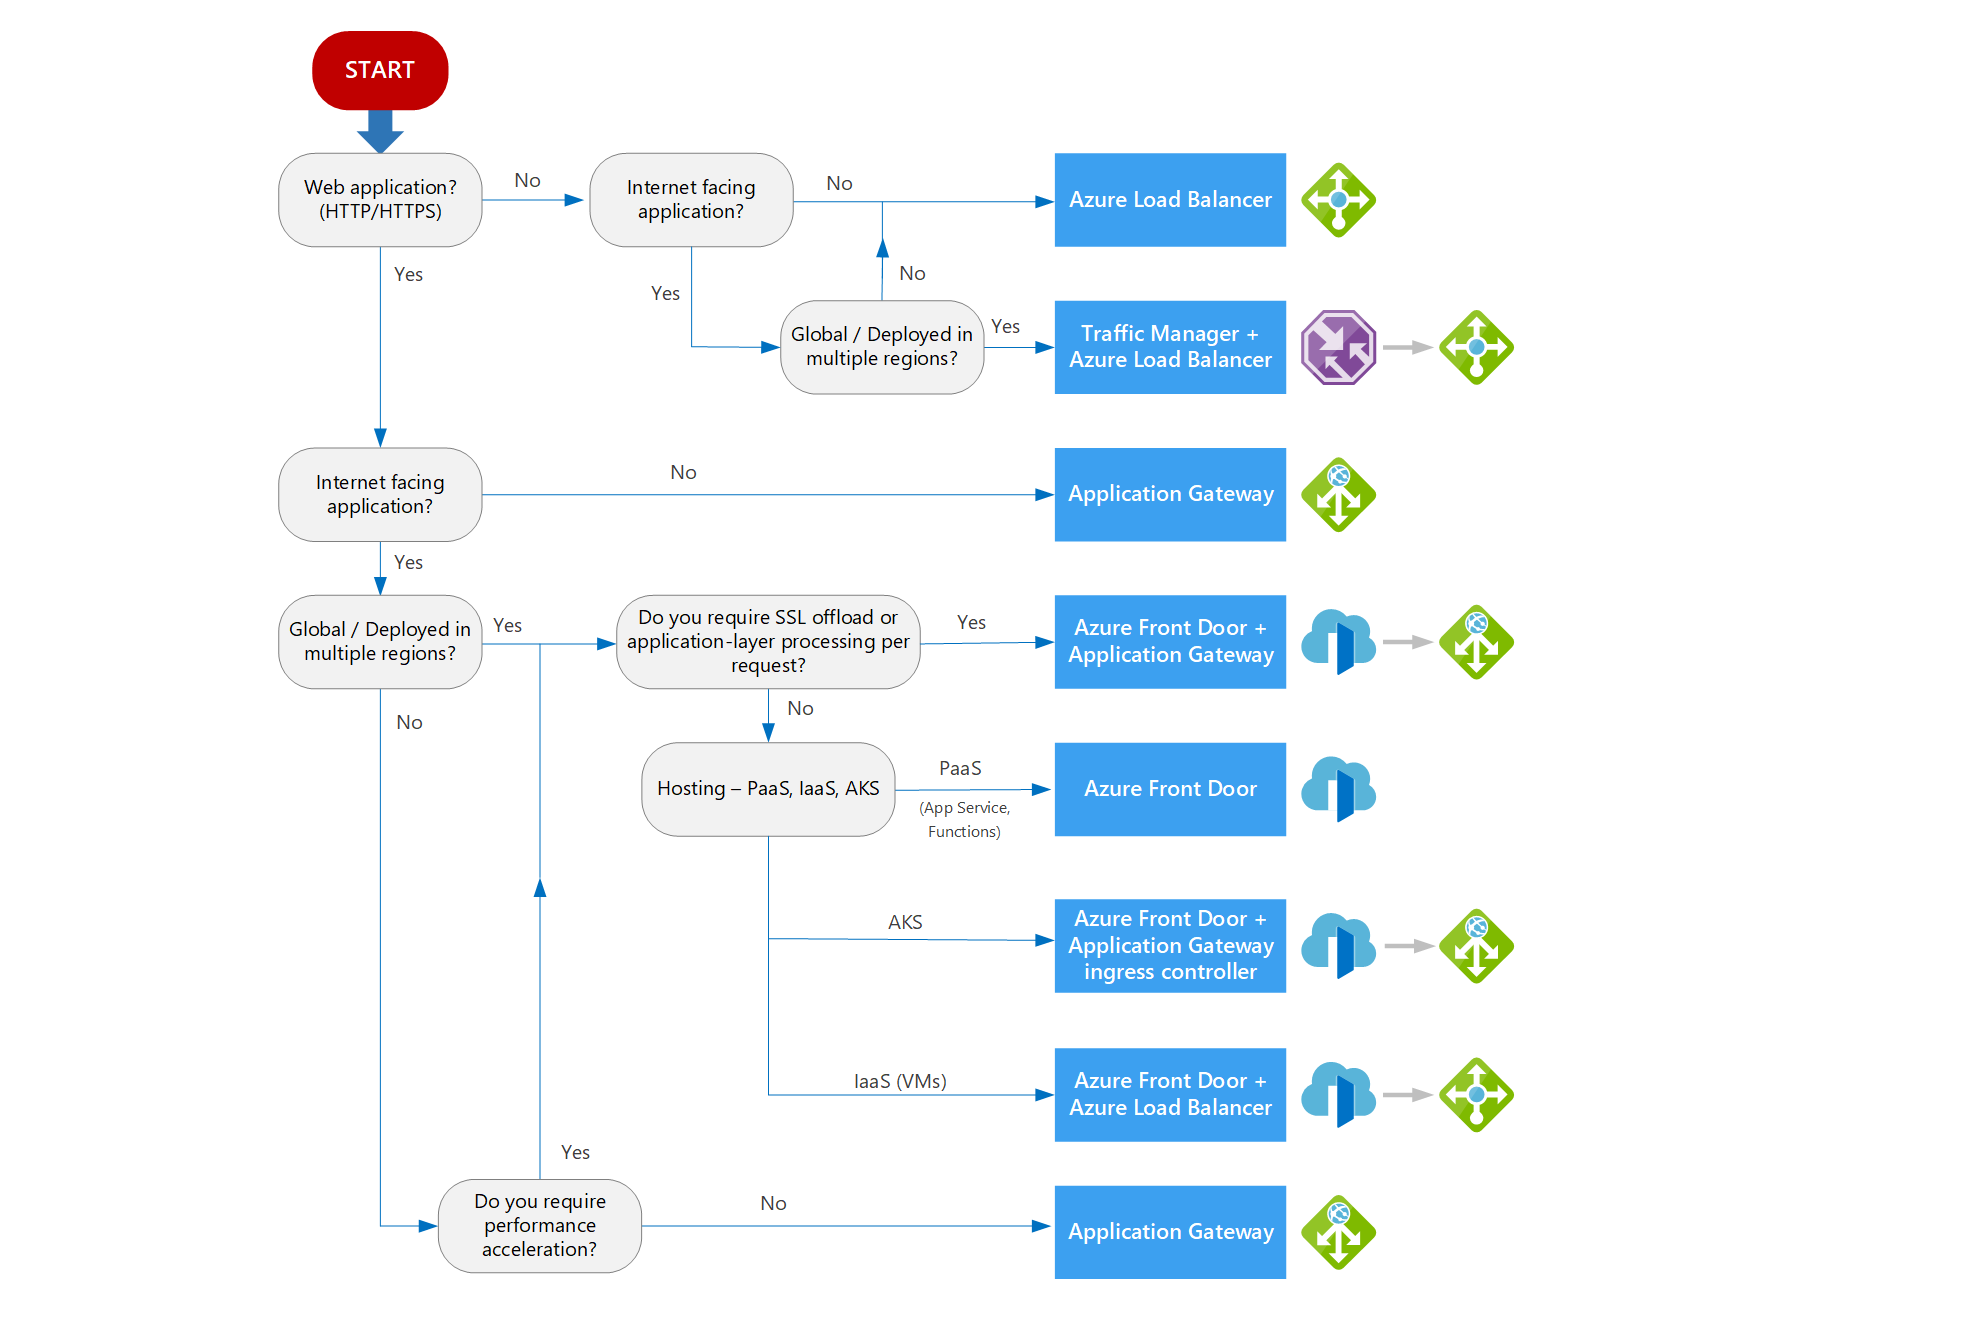 START
Web application?
(HTTP/HTTPS)
No
Internet facing
application?
No
Azure Load Balancer
Yes
Yes
No
Global / Deployed in
multiple regions?
Yes
Traffic Manager +
Azure Load Balancer
Internet facing
application?
No
Application Gateway
Yes
Global / Deployed in
multiple regions?
Yes
Do you require SSL offload or
application-layer processing per
request?
Yes
Azure Front Door +
Application Gateway
No
No
Hosting – PaaS, IaaS, AKS
PaaS
(App Service,
Functions)
Azure Front Door
AKS
Azure Front Door +
Application Gateway
ingress controller
IaaS (VMs)
Azure Front Door +
Azure Load Balancer
Yes
Do you require
performance
acceleration?
No
Application Gateway